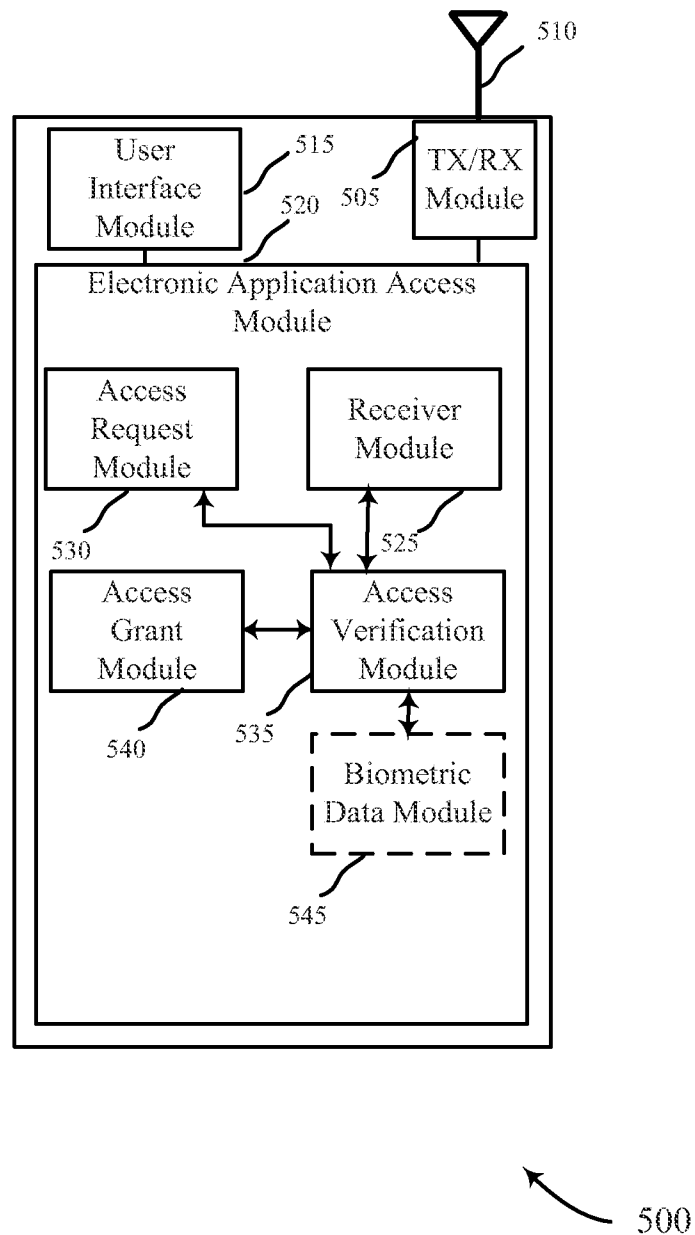 510
User
Interface
Module
515
TX/RX
Module
505
520
Electronic Application Access
Module
Access
Request
Module
Receiver
Module
530
525
Access
Grant
Module
Access
Verification
Module
540
535
Biometric
Data Module
545
500